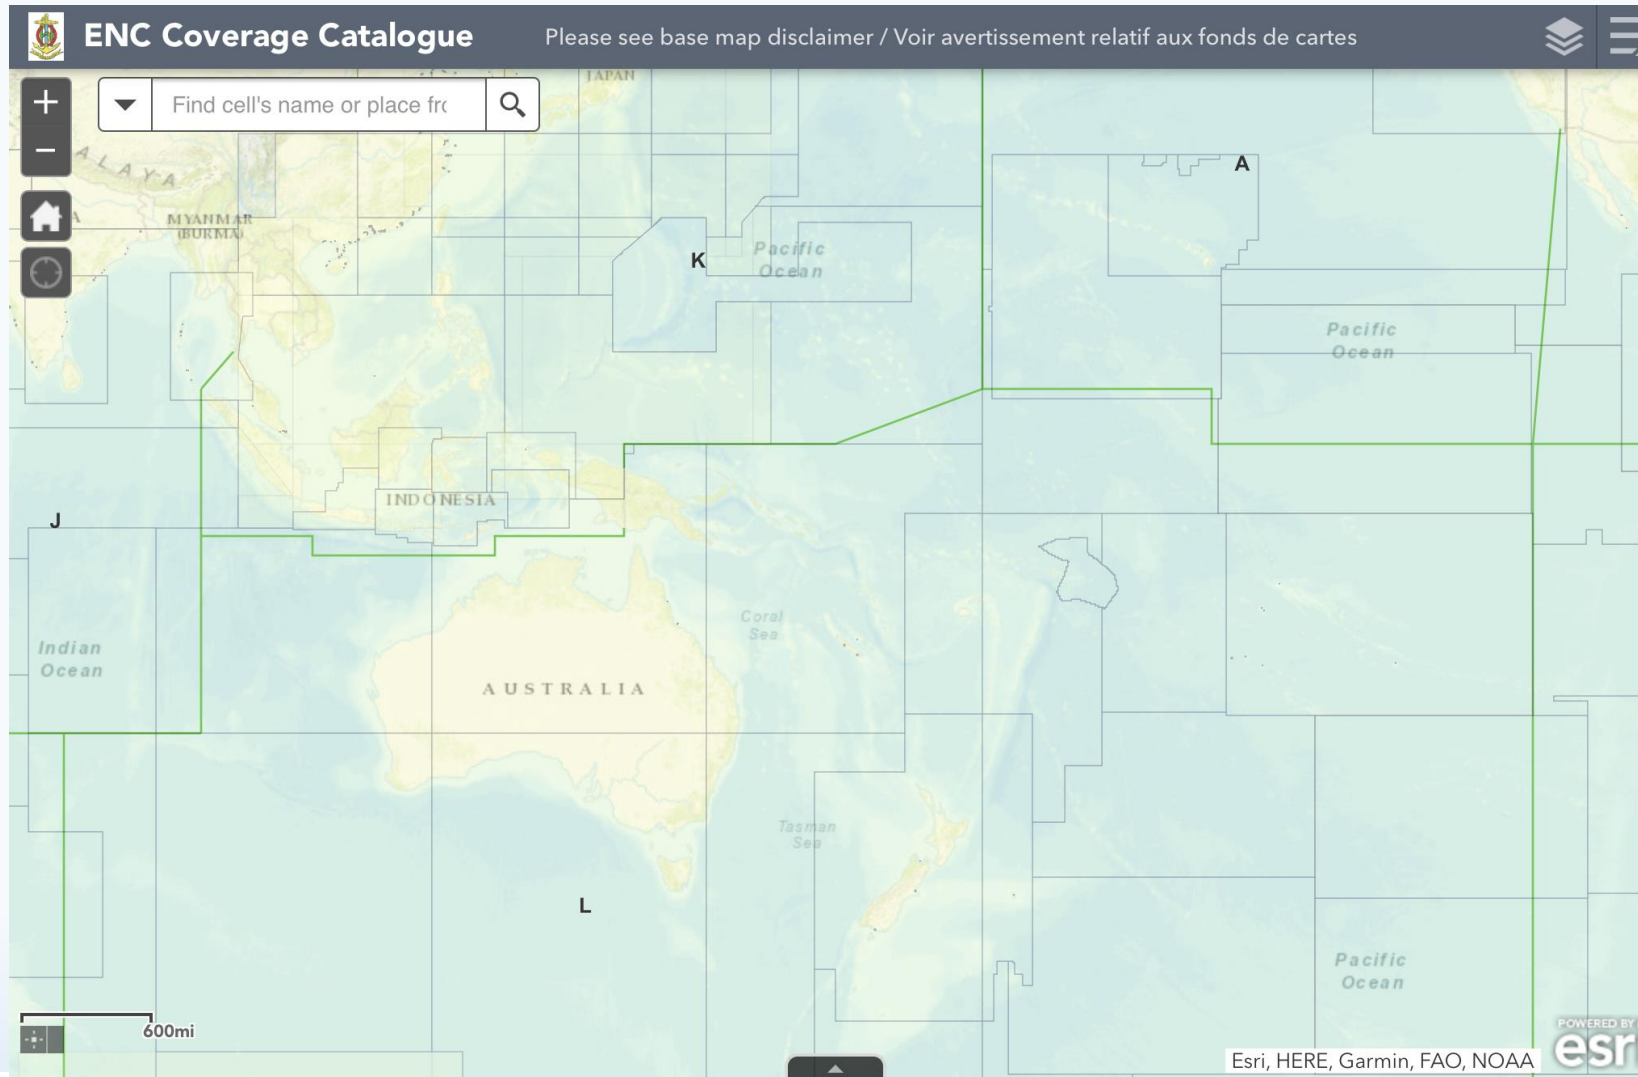 ENC Coverage Catalogue
Please see base map disclaimer / Voir avertissement relatif aux fonds de cartes
+
Find cell's name or place fro
−
JAPAN
ALAYA
A
A
MYANMAR
(BURMA)
K
Pacific
Ocean
Pacific
Ocean
INDONESIA
J
Coral
Sea
Indian
Ocean
AUSTRALIA
Tasman
Sea
L
Pacific
Ocean
600mi
POWERED BY
esri
Esri, HERE, Garmin, FAO, NOAA